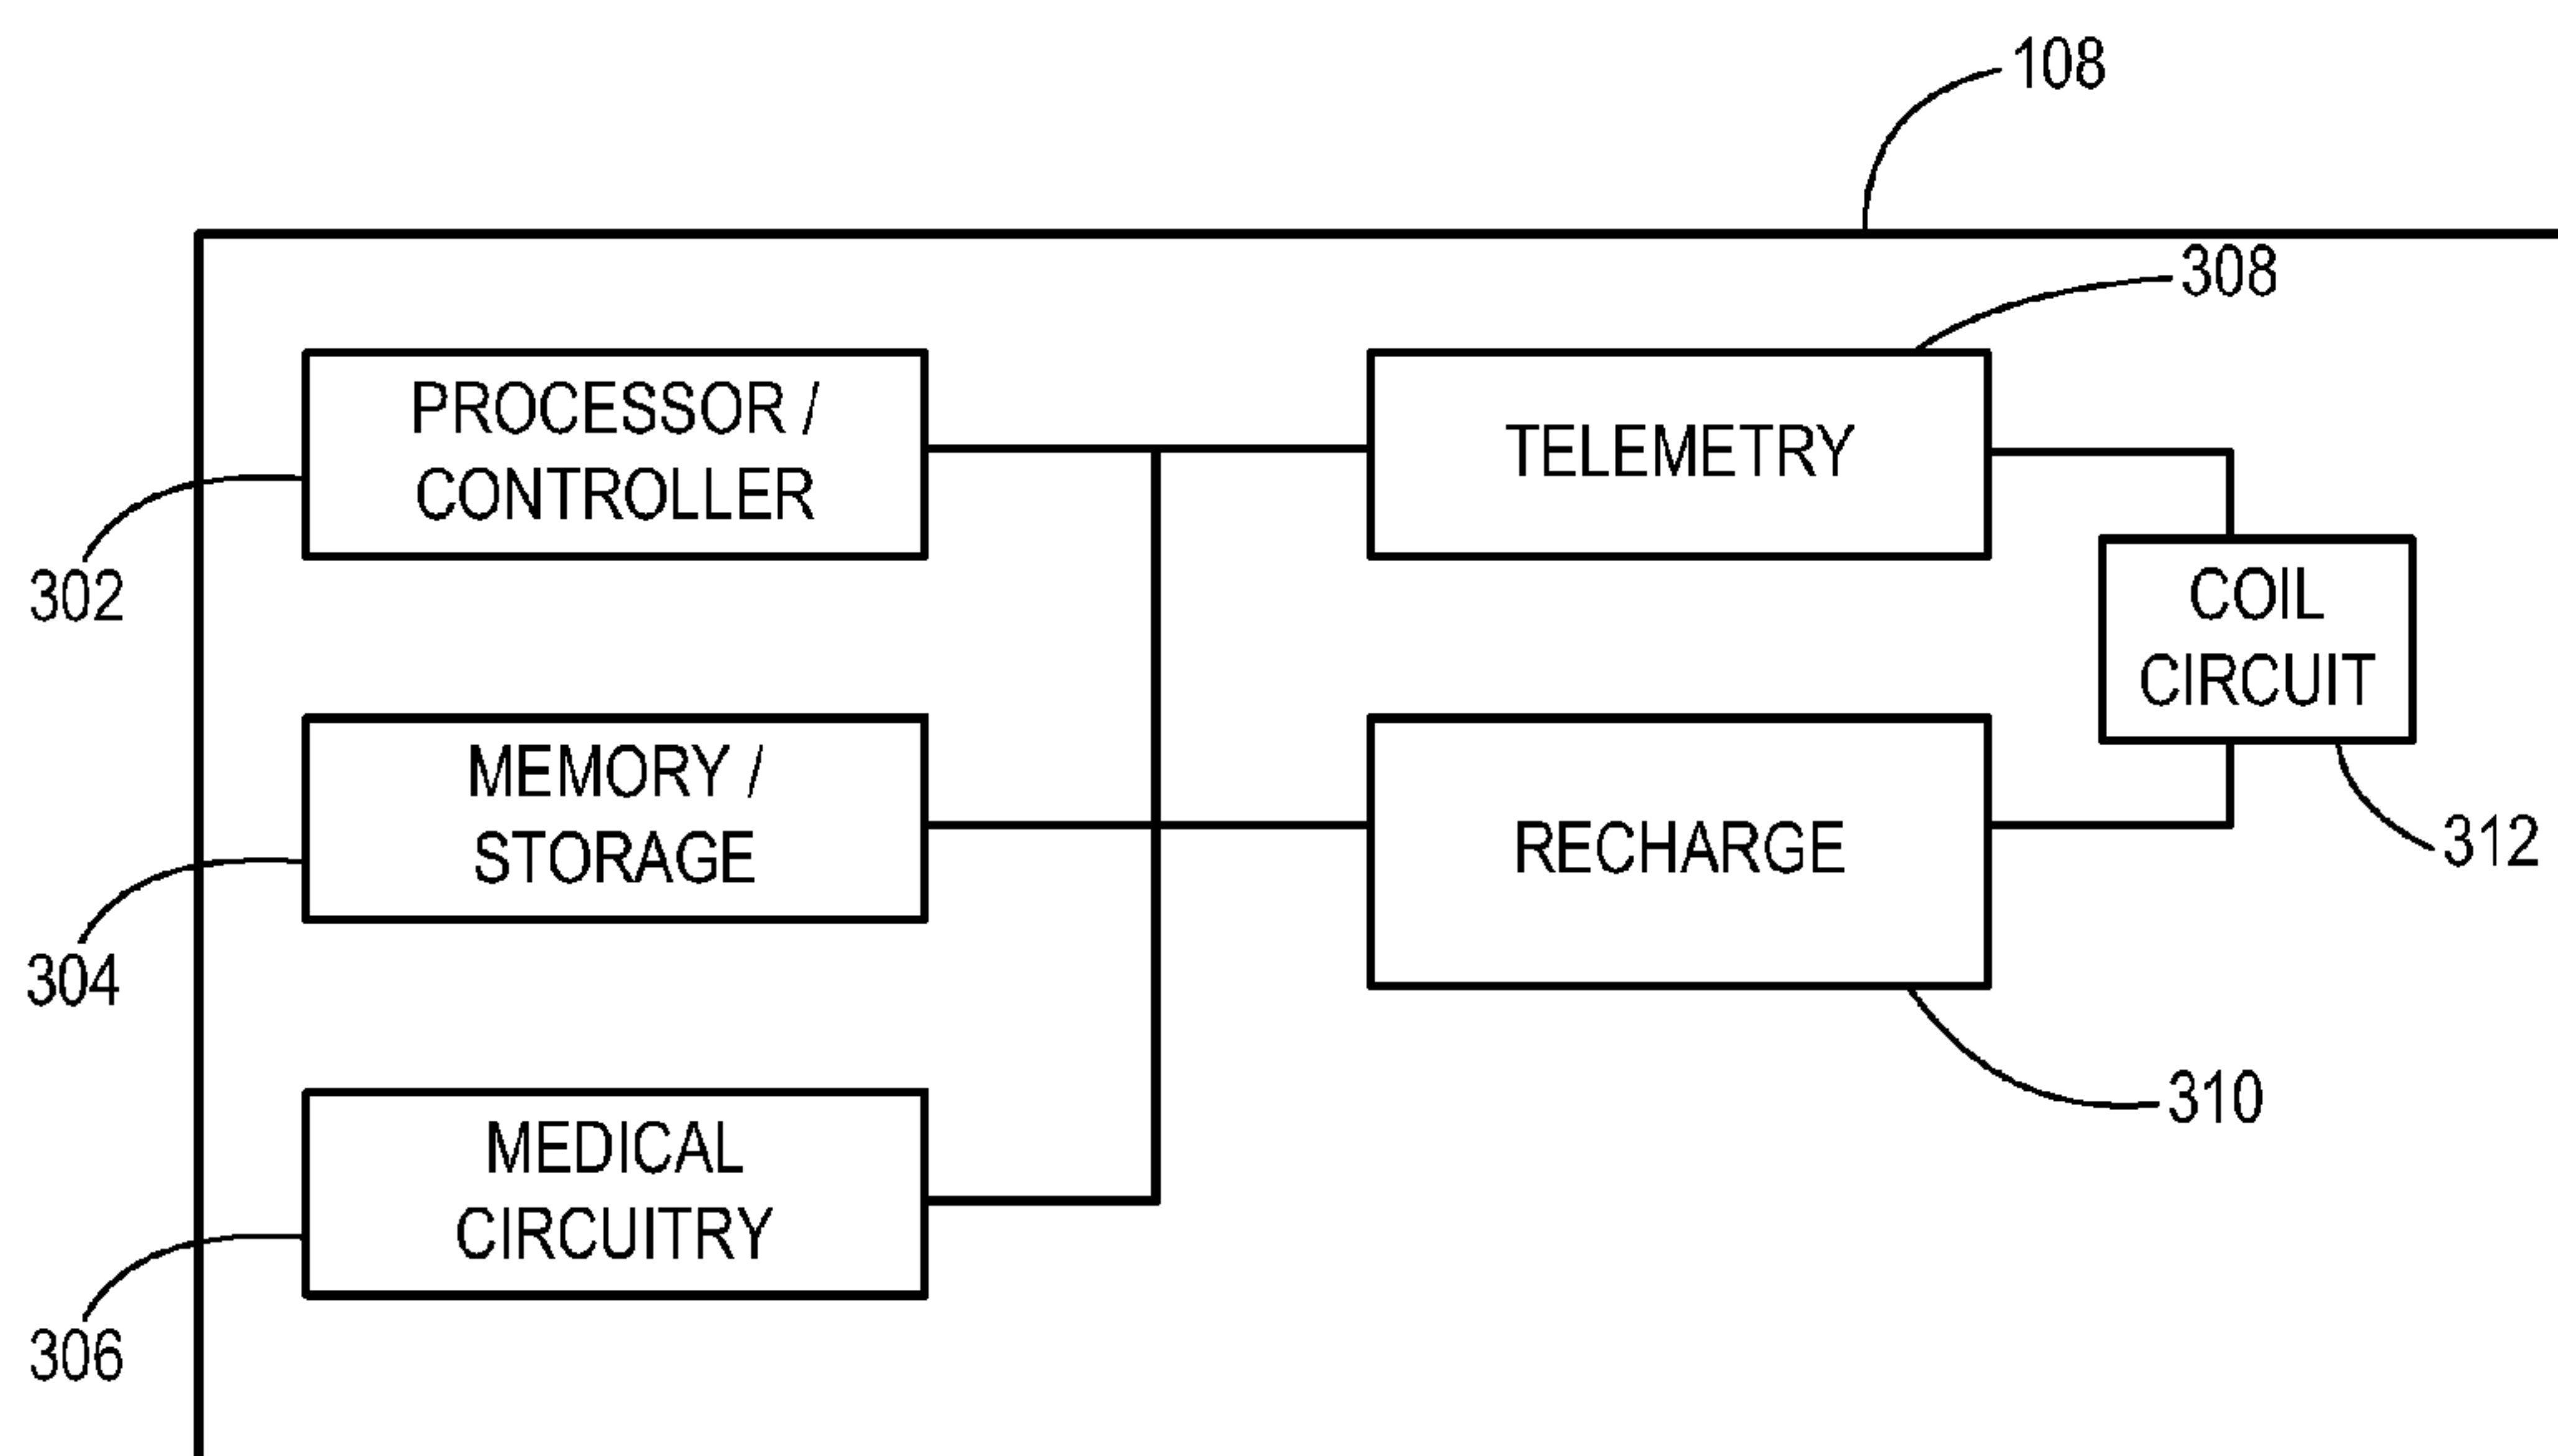 108
308
PROCESSOR /
CONTROLLER
TELEMETRY
302
COIL
CIRCUIT
MEMORY /
STORAGE
RECHARGE
312
304
310
MEDICAL
CIRCUITRY
306